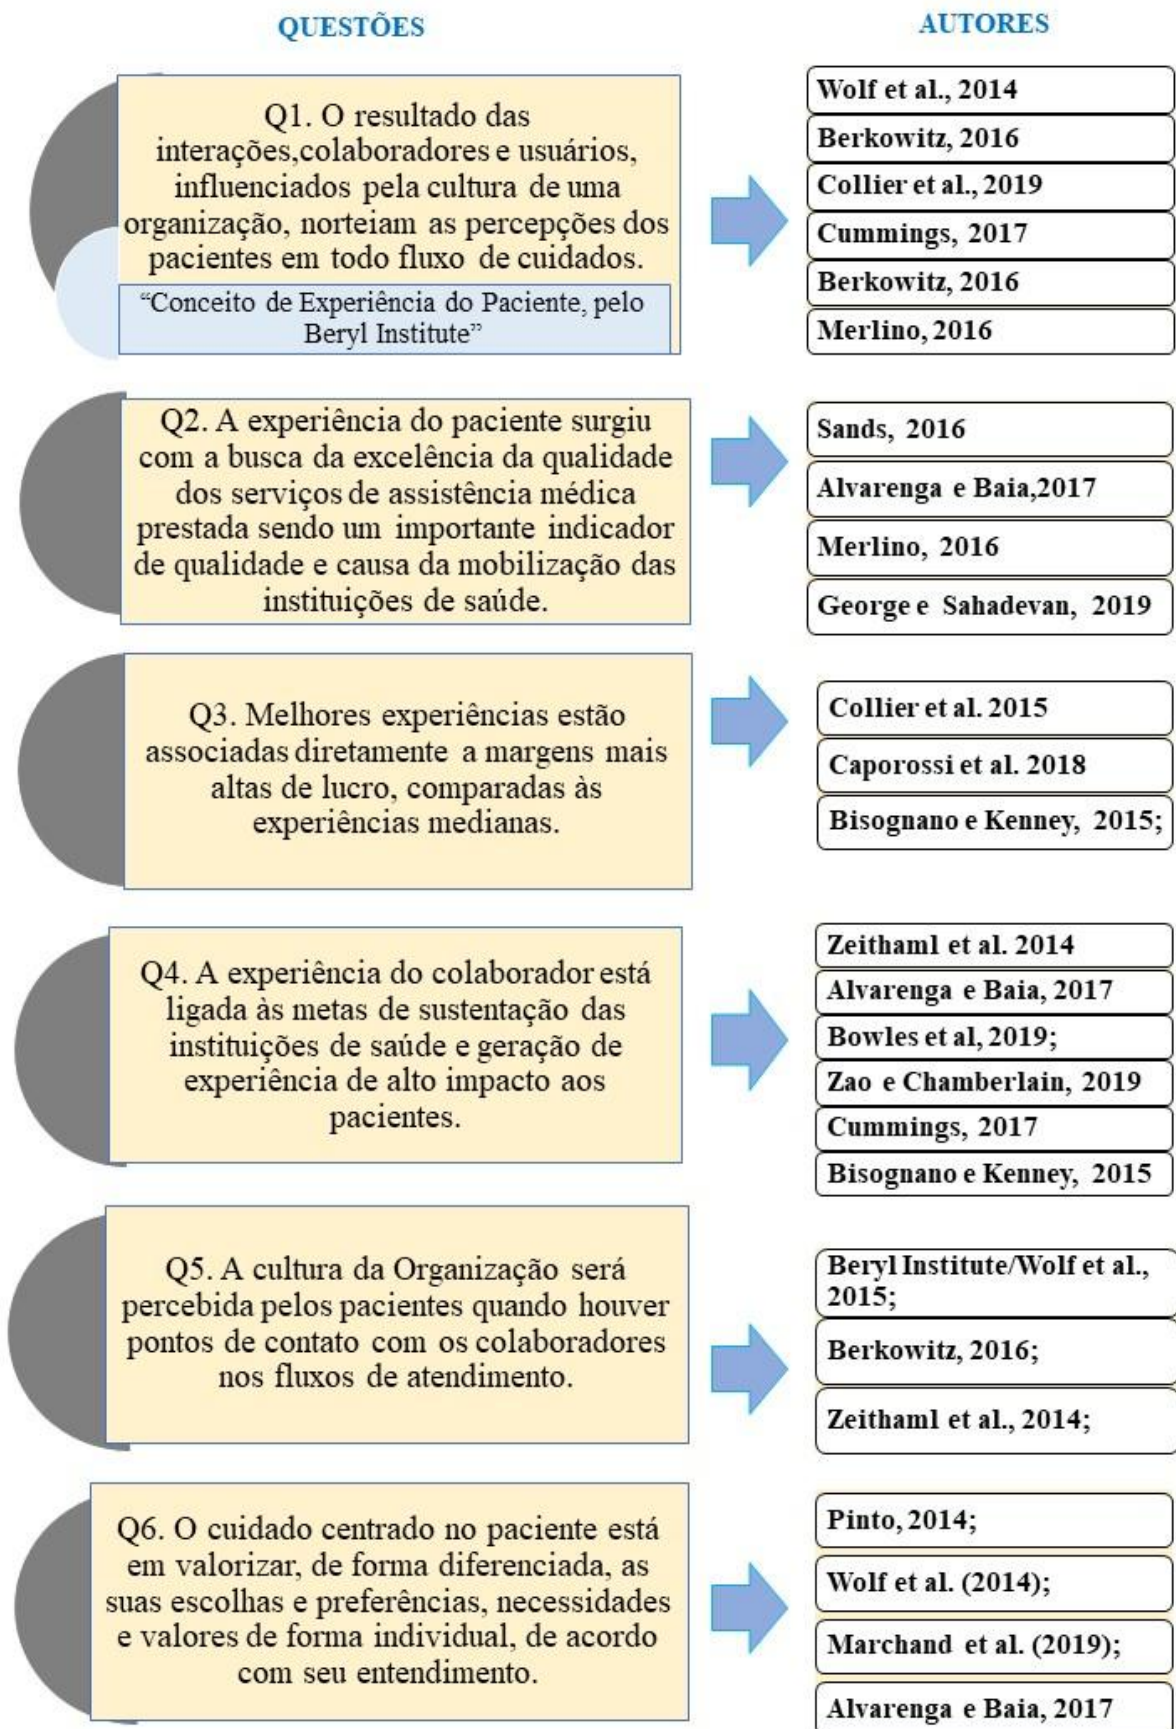 QUESTÕES
AUTORES
Q1. O resultado das
interações,colaboradores e usuários,
influenciados pela cultura de uma
organização, norteiam as percepções dos
pacientes em todo fluxo de cuidados.
“Conceito de Experiência do Paciente, pelo
Beryl Institute”
Wolf et al., 2014
Berkowitz, 2016
Collier et al., 2019
Cummings, 2017
Berkowitz, 2016
Merlino, 2016
Q2. A experiência do paciente surgiu
com a busca da excelência da qualidade
dos serviços de assistência médica
prestada sendo um importante indicador
de qualidade e causa da mobilização das
instituições de saúde.
Sands, 2016
Alvarenga e Baia,2017
Merlino, 2016
George e Sahadevan, 2019
Q3. Melhores experiências estão
associadas diretamente a margens mais
altas de lucro, comparadas às
experiências medianas.
Collier et al. 2015
Caporossi et al. 2018
Bisognano e Kenney, 2015;
Q4. A experiência do colaborador está
ligada às metas de sustentação das
instituições de saúde e geração de
experiência de alto impacto aos
pacientes.
Zeithaml et al. 2014
Alvarenga e Baia, 2017
Bowles et al, 2019;
Zao e Chamberlain, 2019
Cummings, 2017
Bisognano e Kenney, 2015
Q5. A cultura da Organização será
percebida pelos pacientes quando houver
pontos de contato com os colaboradores
nos fluxos de atendimento.
Beryl Institute/Wolf et al.,
2015;
Berkowitz, 2016;
Zeithaml et al., 2014;
Q6. O cuidado centrado no paciente está
em valorizar, de forma diferenciada, as
suas escolhas e preferências, necessidades
e valores de forma individual, de acordo
com seu entendimento.
Pinto, 2014;
Wolf et al. (2014);
Marchand et al. (2019);
Alvarenga e Baia, 2017